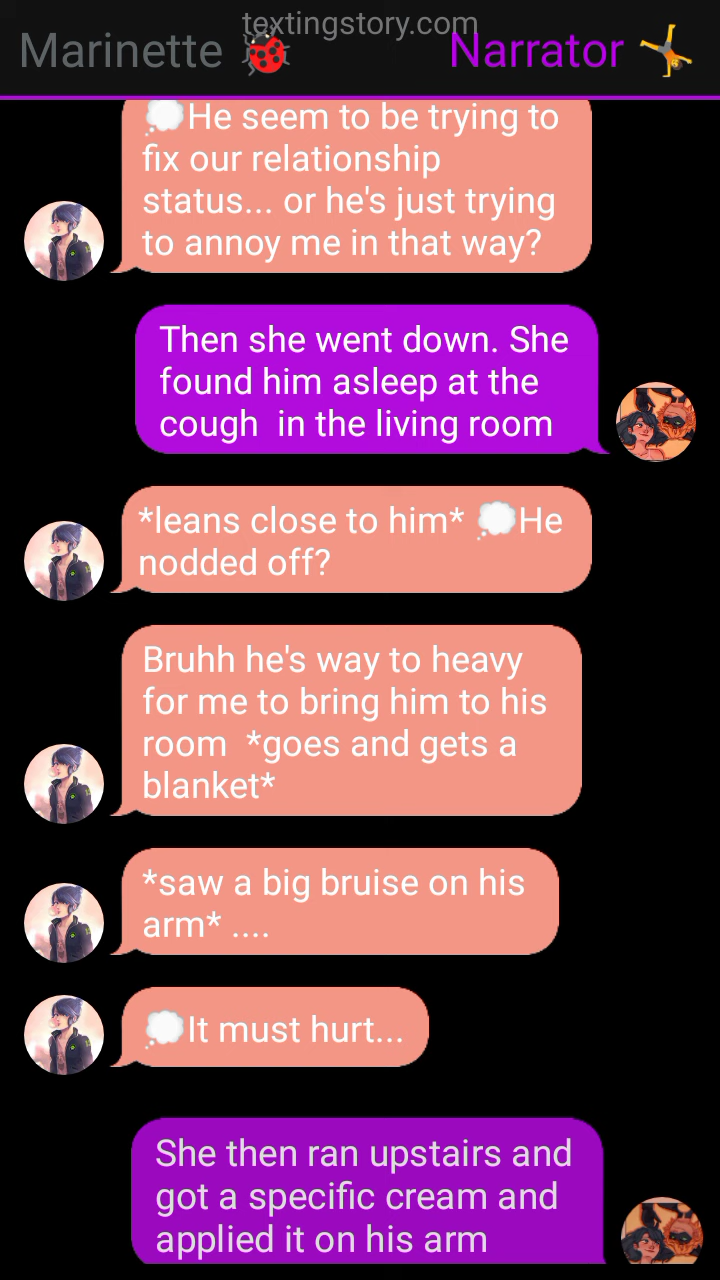 textingstory.com
Marinette 🐞 Narrator 🤸
💭He seem to be trying to
fix our relationship
status... or he's just trying
to annoy me in that way?
Then she went down. She
found him asleep at the
cough  in the living room
*leans close to him* 💭He
nodded off?
Bruhh he's way to heavy
for me to bring him to his
room  *goes and gets a
blanket*
*saw a big bruise on his
arm* ....
💭It must hurt...
She then ran upstairs and
got a specific cream and
applied it on his arm